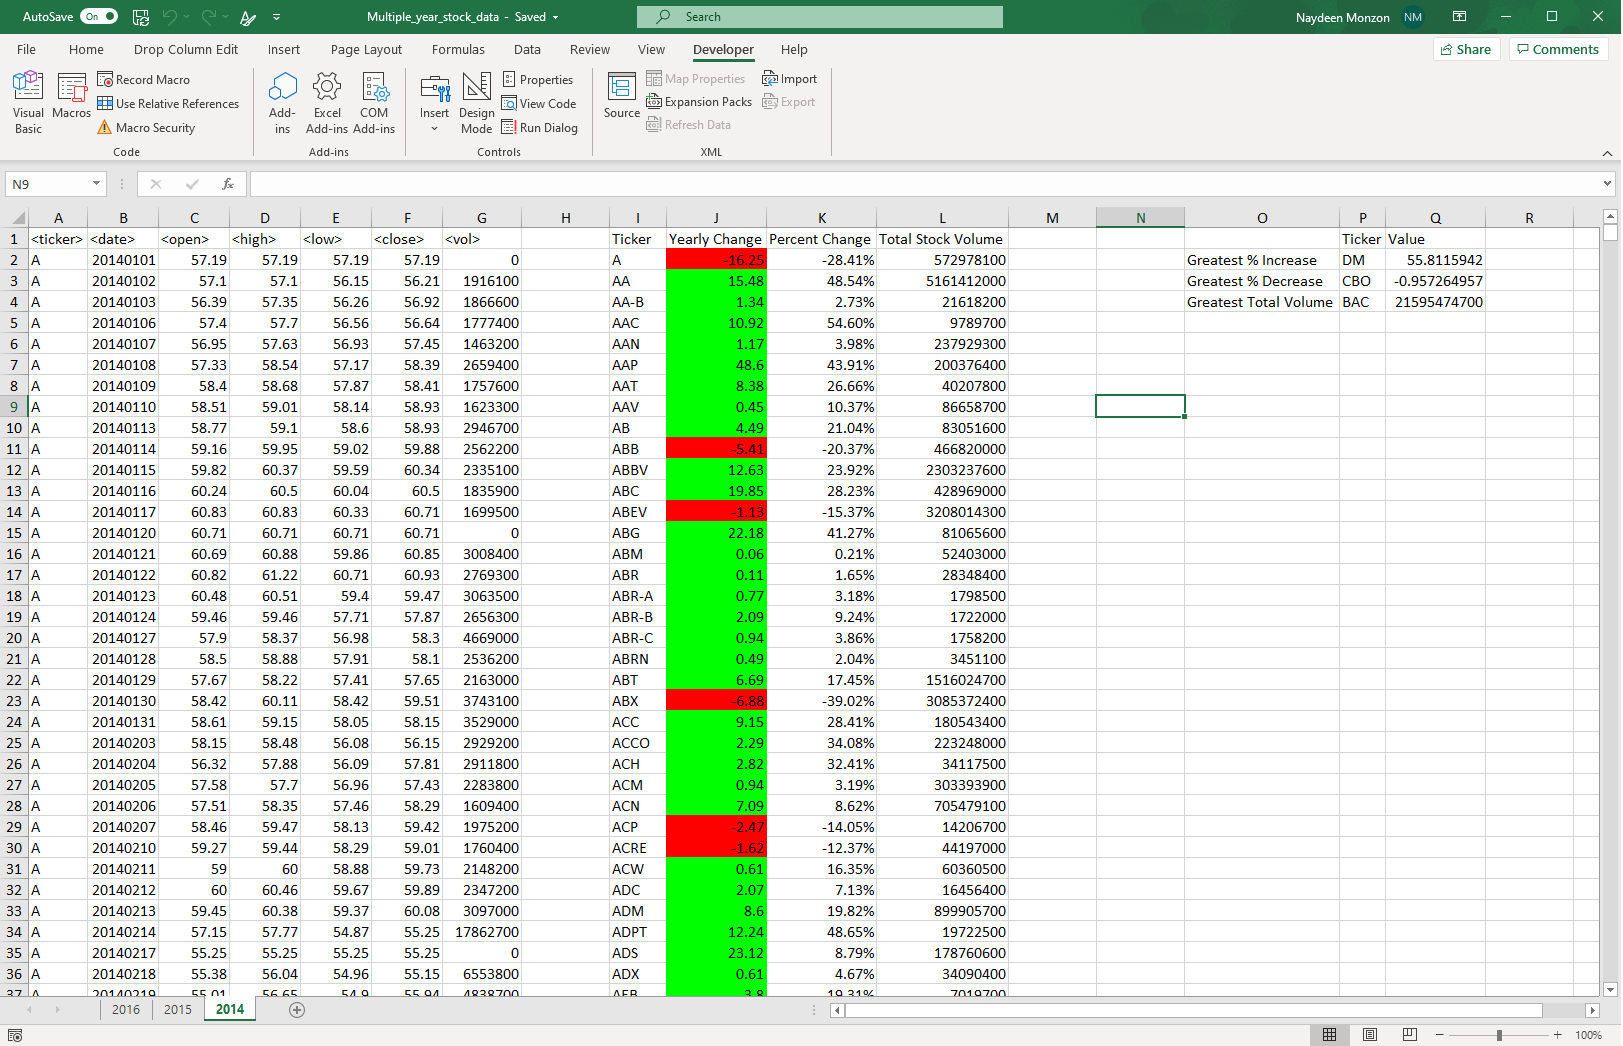 AutoSave On Multiple_year_stock_data - Saved Search Naydeen Monzon NM
File Home Drop Column Edit Insert Page Layout Formulas Data Review View Developer Help Share Comments
Visual Basic Macros Record Macro Use Relative References Macro Security Code
Add-ins Excel Add-ins COM Add-ins Add-ins
Insert Design Mode Properties View Code Run Dialog Controls
Source Map Properties Expansion Packs Refresh Data Import Export XML
N9 fx
A B C D E F G H I J K L M N O P Q R
1 <ticker> <date> <open> <high> <low> <close> <vol> Ticker Yearly Change Percent Change Total Stock Volume Ticker Value
2 A 20140101 57.19 57.19 57.19 57.19 0 A -16.25 -28.41% 572978100 Greatest % Increase DM 55.8115942
3 A 20140102 57.1 57.1 56.15 56.21 1916100 AA 15.48 48.54% 5161412000 Greatest % Decrease CBO -0.957264957
4 A 20140103 56.39 57.35 56.26 56.92 1866600 AA-B 1.34 2.73% 21618200 Greatest Total Volume BAC 21595474700
5 A 20140106 57.4 57.7 56.56 56.64 1777400 AAC 10.92 54.60% 9789700
6 A 20140107 56.95 57.63 56.93 57.45 1463200 AAN 1.17 3.98% 237929300
7 A 20140108 57.33 58.54 57.17 58.39 2659400 AAP 48.6 43.91% 200376400
8 A 20140109 58.4 58.68 57.87 58.41 1757600 AAT 8.38 26.66% 40207800
9 A 20140110 58.51 59.01 58.14 58.93 1623300 AAV 0.45 10.37% 86658700
10 A 20140113 58.77 59.1 58.6 58.93 2946700 AB 4.49 21.04% 83051600
11 A 20140114 59.16 59.95 59.02 59.88 2562200 ABB -5.41 -20.37% 466820000
12 A 20140115 59.82 60.37 59.59 60.34 2335100 ABBV 12.63 23.92% 2303237600
13 A 20140116 60.24 60.5 60.04 60.5 1835900 ABC 19.85 28.23% 428969000
14 A 20140117 60.83 60.83 60.33 60.71 1699500 ABEV -1.13 -15.37% 3208014300
15 A 20140120 60.71 60.71 60.71 60.71 0 ABG 22.18 41.27% 81065600
16 A 20140121 60.69 60.88 59.86 60.85 3008400 ABM 0.06 0.21% 52403000
17 A 20140122 60.82 61.22 60.71 60.93 2769300 ABR 0.11 1.65% 28348400
18 A 20140123 60.48 60.51 59.4 59.47 3063500 ABR-A 0.77 3.18% 1798500
19 A 20140124 59.46 59.46 57.71 57.87 2656300 ABR-B 2.09 9.24% 1722000
20 A 20140127 57.9 58.37 56.98 58.3 4669000 ABR-C 0.94 3.86% 1758200
21 A 20140128 58.5 58.88 57.91 58.1 2536200 ABRN 0.49 2.04% 3451100
22 A 20140129 57.67 58.22 57.41 57.65 2163000 ABT 6.69 17.45% 1516024700
23 A 20140130 58.42 60.11 58.42 59.51 3743100 ABX -6.88 -39.02% 3085372400
24 A 20140131 58.61 59.15 58.05 58.15 3529000 ACC 9.15 28.41% 180543400
25 A 20140203 58.15 58.48 56.08 56.15 2929200 ACCO 2.29 34.08% 223248000
26 A 20140204 56.32 57.88 56.09 57.81 2911800 ACH 2.82 32.41% 34117500
27 A 20140205 57.58 57.7 56.96 57.43 2283800 ACM 0.94 3.19% 303393900
28 A 20140206 57.51 58.35 57.46 58.29 1609400 ACN 7.09 8.62% 705479100
29 A 20140207 58.46 59.47 58.13 59.42 1975200 ACP -2.47 -14.05% 14206700
30 A 20140210 59.27 59.44 58.29 59.01 1760400 ACRE -1.62 -12.37% 44197000
31 A 20140211 59 60 58.88 59.73 2148200 ACW 0.61 16.35% 60360500
32 A 20140212 60 60.46 59.67 59.89 2347200 ADC 2.07 7.13% 16456400
33 A 20140213 59.45 60.38 59.37 60.08 3097000 ADM 8.6 19.82% 899905700
34 A 20140214 57.15 57.77 54.87 55.25 17862700 ADPT 12.24 48.65% 19722500
35 A 20140217 55.25 55.25 55.25 55.25 0 ADS 23.12 8.79% 178760600
36 A 20140218 55.38 56.04 54.96 55.15 6553800 ADX 0.61 4.67% 34090400
37 A 20140219 55.01 56.65 54.9 55.94 4838700 AEB 3.8 19.31% 7019700
2016 2015 2014
100%